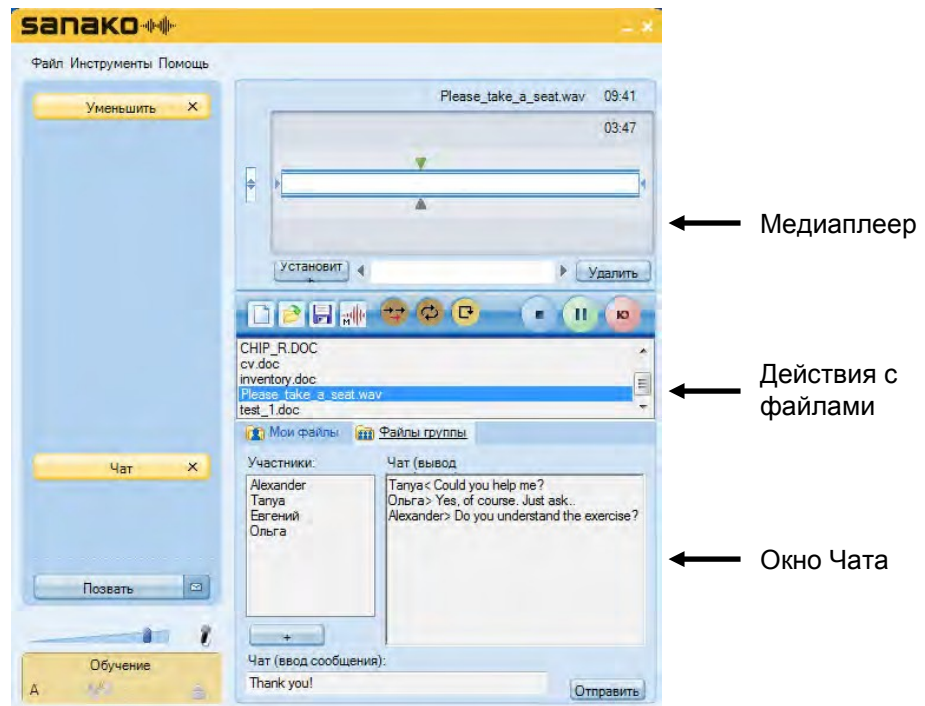 sanako
Файл Инструменты Помощь
Уменьшить
Please_take_a_seat.wav 09:41
03:47
Медиаплеер
Установит
+
Удалить
M
Ю
CHIP_R.DOC
cv.doc
inventory.doc
Please_take_a_seat.wav
test_1.doc
Действия с
файлами
Мои файлы Файлы группы
Чат
Участники: Чат (вывод
Alexander
Tanya
Евгений
Ольга
Tanya< Could you help me?
Ольга> Yes, of course. Just ask..
Alexander> Do you understand the exercise?
Окно Чата
Позвать
+
Обучение
A
Чат (ввод сообщения):
Thank you!
Отправить